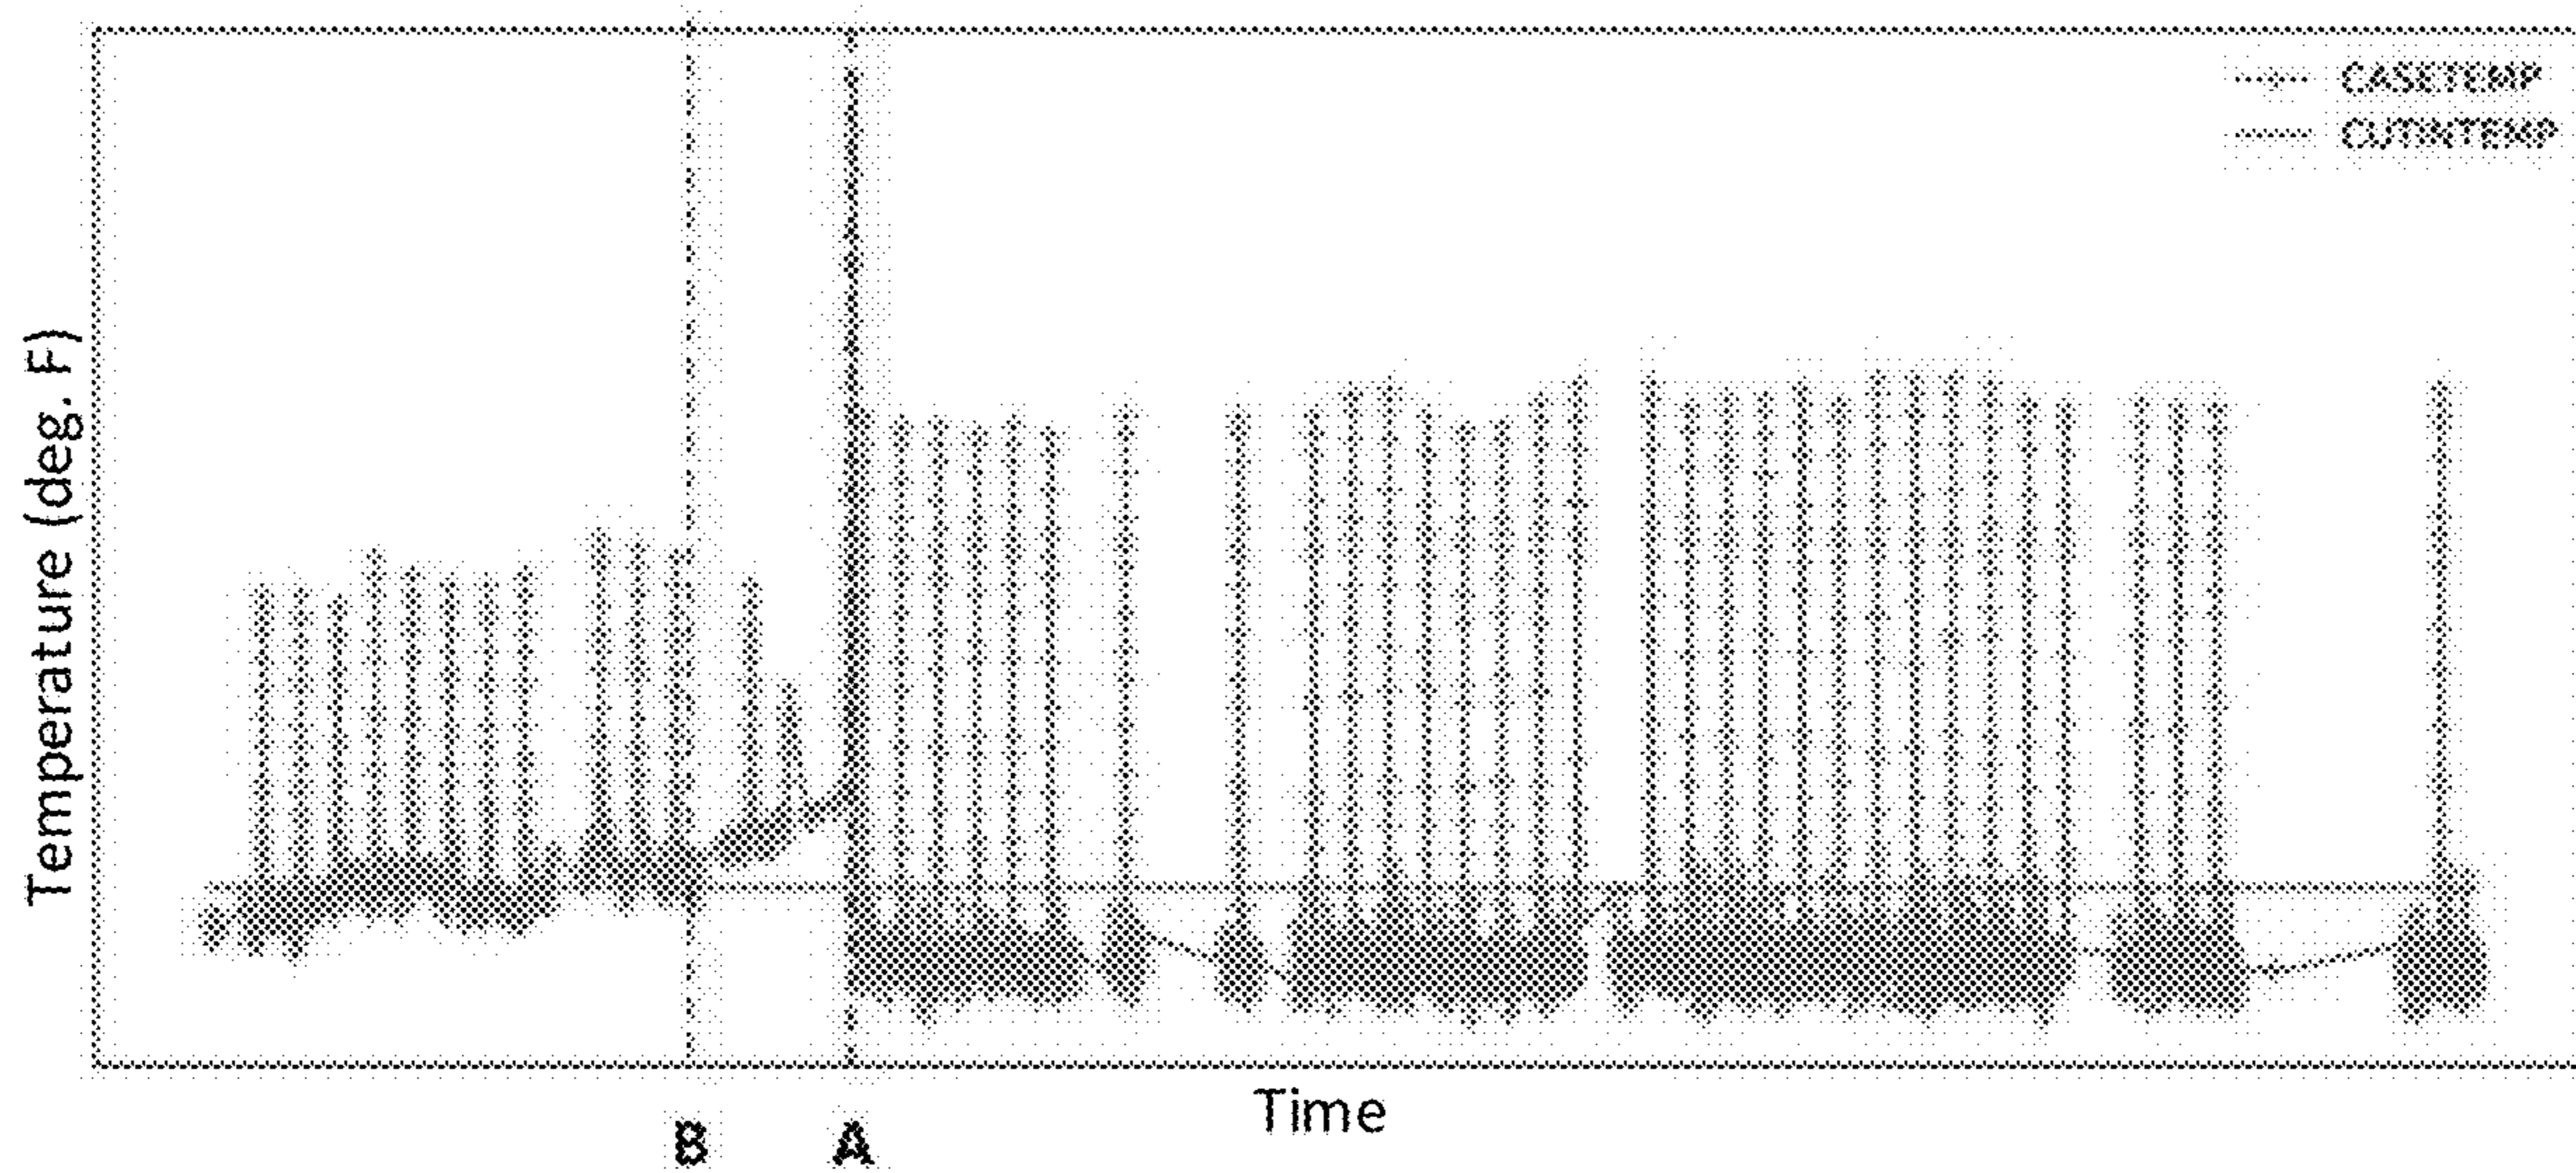 CASETEMP
CUTINTEMP
Temperature (deg. F)
Time
B A